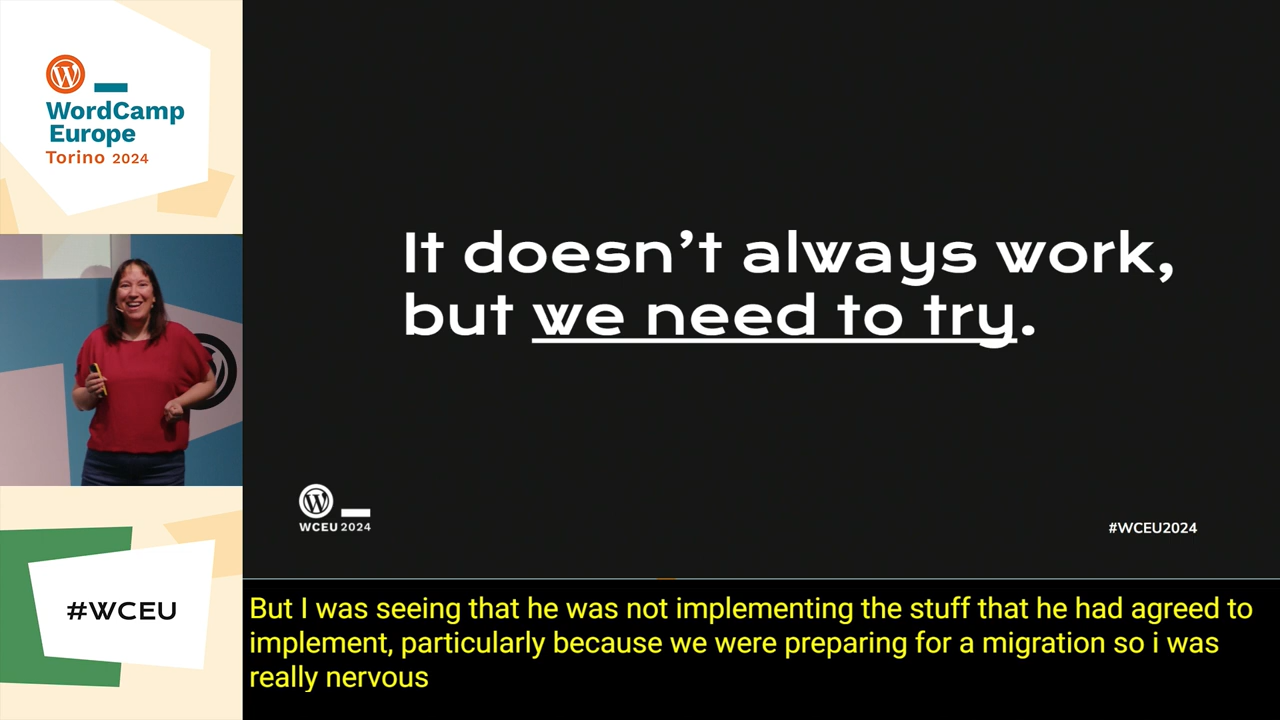 WordCamp
Europe
Torino 2024
It doesn't always work,
but we need to try.
WCEU 2024
#WCEU2024
#WCEU
But I was seeing that he was not implementing the stuff that he had agreed to
implement, particularly because we were preparing for a migration so i was
really nervous